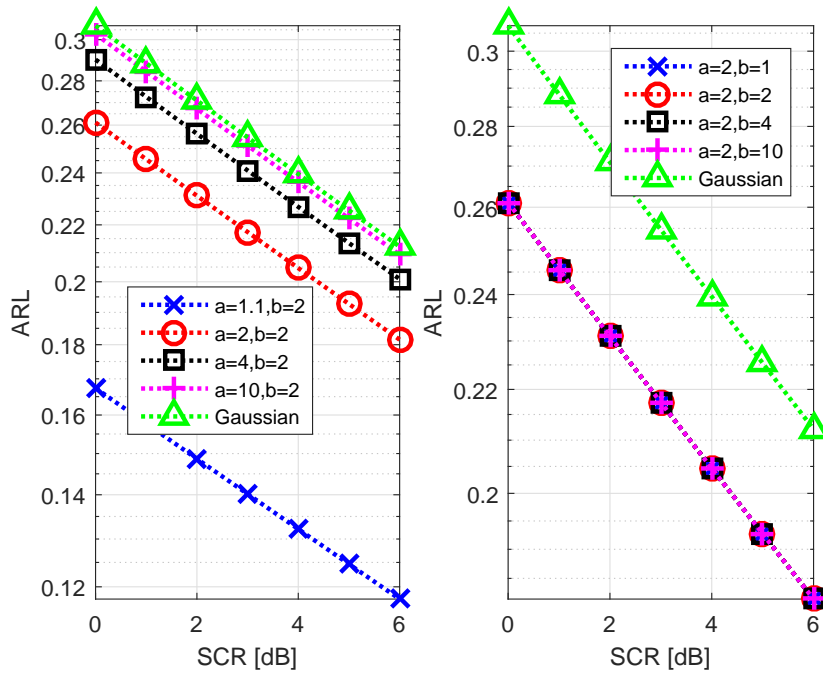 0.3
0.28
0.26
0.24
0.22
0.2
0.18
0.16
0.14
0.12
ARL
a=1.1,b=2
a=2,b=2
a=4,b=2
a=10,b=2
Gaussian
0 2 4 6
SCR [dB]
0.3
0.28
0.26
0.24
0.22
0.2
ARL
a=2,b=1
a=2,b=2
a=2,b=4
a=2,b=10
Gaussian
0 2 4 6
SCR [dB]